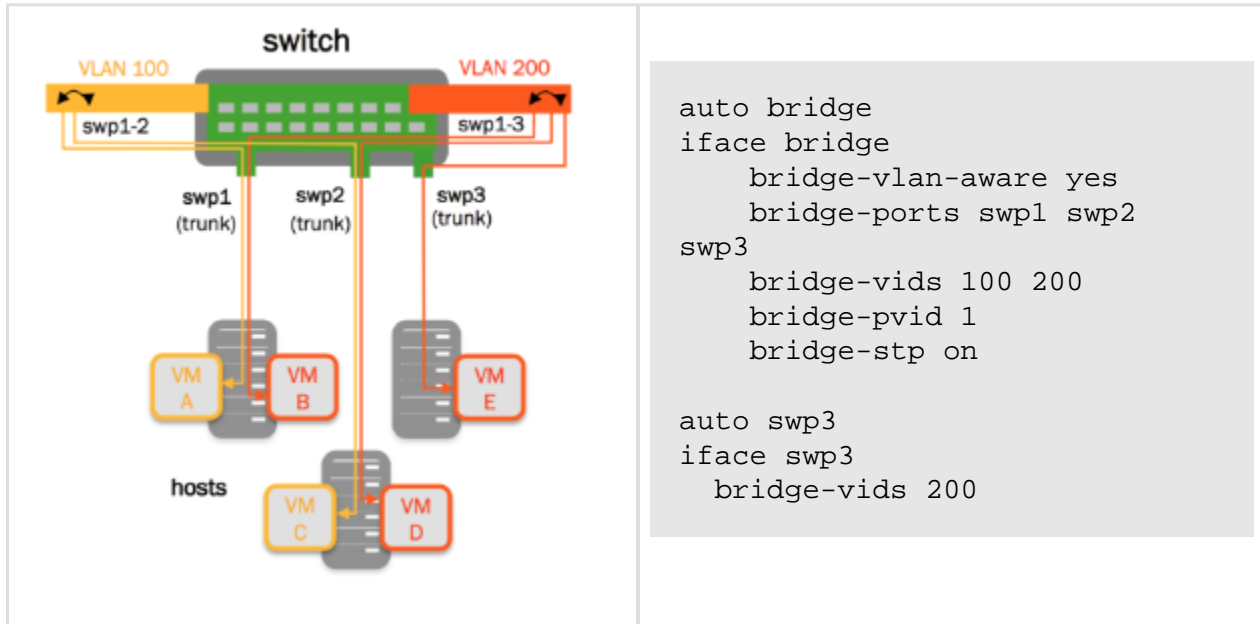 switch
VLAN 100
VLAN 200
swp1-2
swp1-3
swp1
(trunk)
swp2
(trunk)
swp3
(trunk)
VM
A
VM
B
VM
E
hosts
VM
C
VM
D
auto bridge
iface bridge
    bridge-vlan-aware yes
    bridge-ports swp1 swp2
swp3
    bridge-vids 100 200
    bridge-pvid 1
    bridge-stp on

auto swp3
iface swp3
  bridge-vids 200